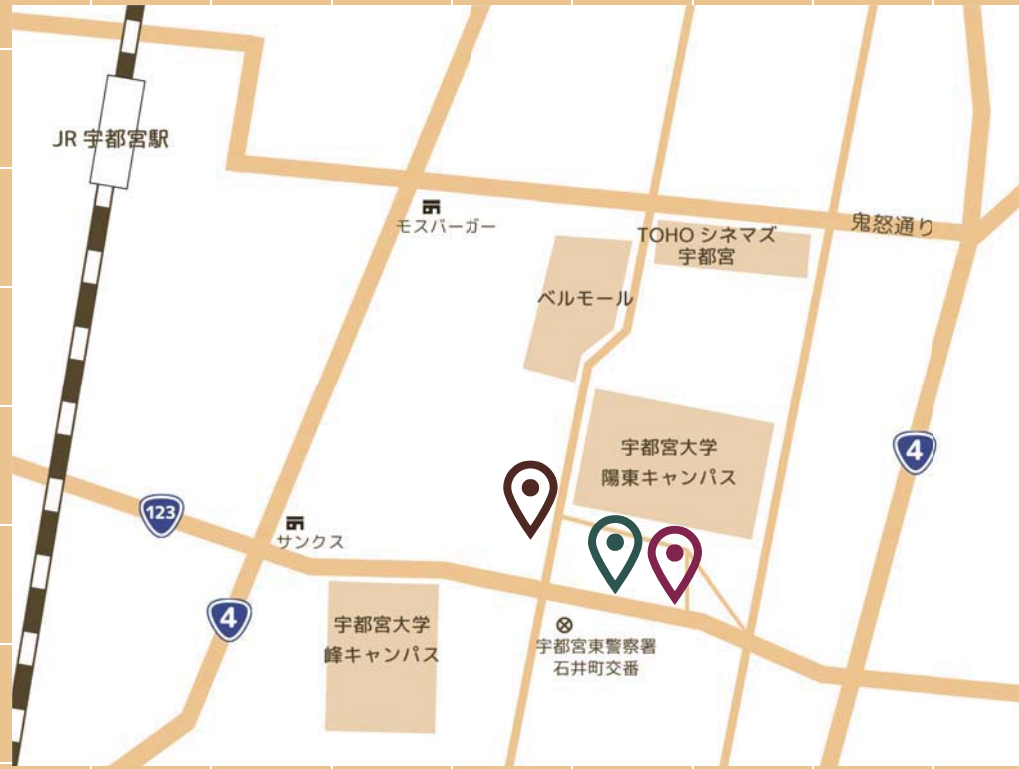 JR 宇都宮駅
モスバーガー
TOHO シネマズ
宇都宮
鬼怒通り
ベルモール
宇都宮大学
陽東キャンパス
4
123
サンクス
4
宇都宮大学
峰キャンパス
宇都宮東警察署
石井町交番